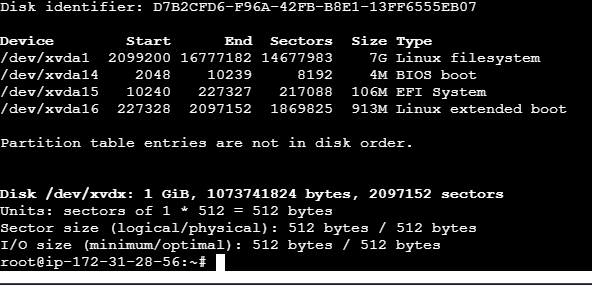 Disk identifier: D7B2CFD6-F96A-42FB-B8E1-13FF6555EB07
Device Start End Sectors Size Type
/dev/xvda1 2099200 16777182 14677983 7G Linux filesystem
/dev/xvda14 2048 10239 8192 4M BIOS boot
/dev/xvda15 10240 227327 217088 106M EFI System
/dev/xvda16 227328 2097152 1869825 913M Linux extended boot
Partition table entries are not in disk order.
Disk /dev/xvdx: 1 GiB, 1073741824 bytes, 2097152 sectors
Units: sectors of 1 * 512 = 512 bytes
Sector size (logical/physical): 512 bytes / 512 bytes
I/O size (minimum/optimal): 512 bytes / 512 bytes
root@ip-172-31-28-56:~#